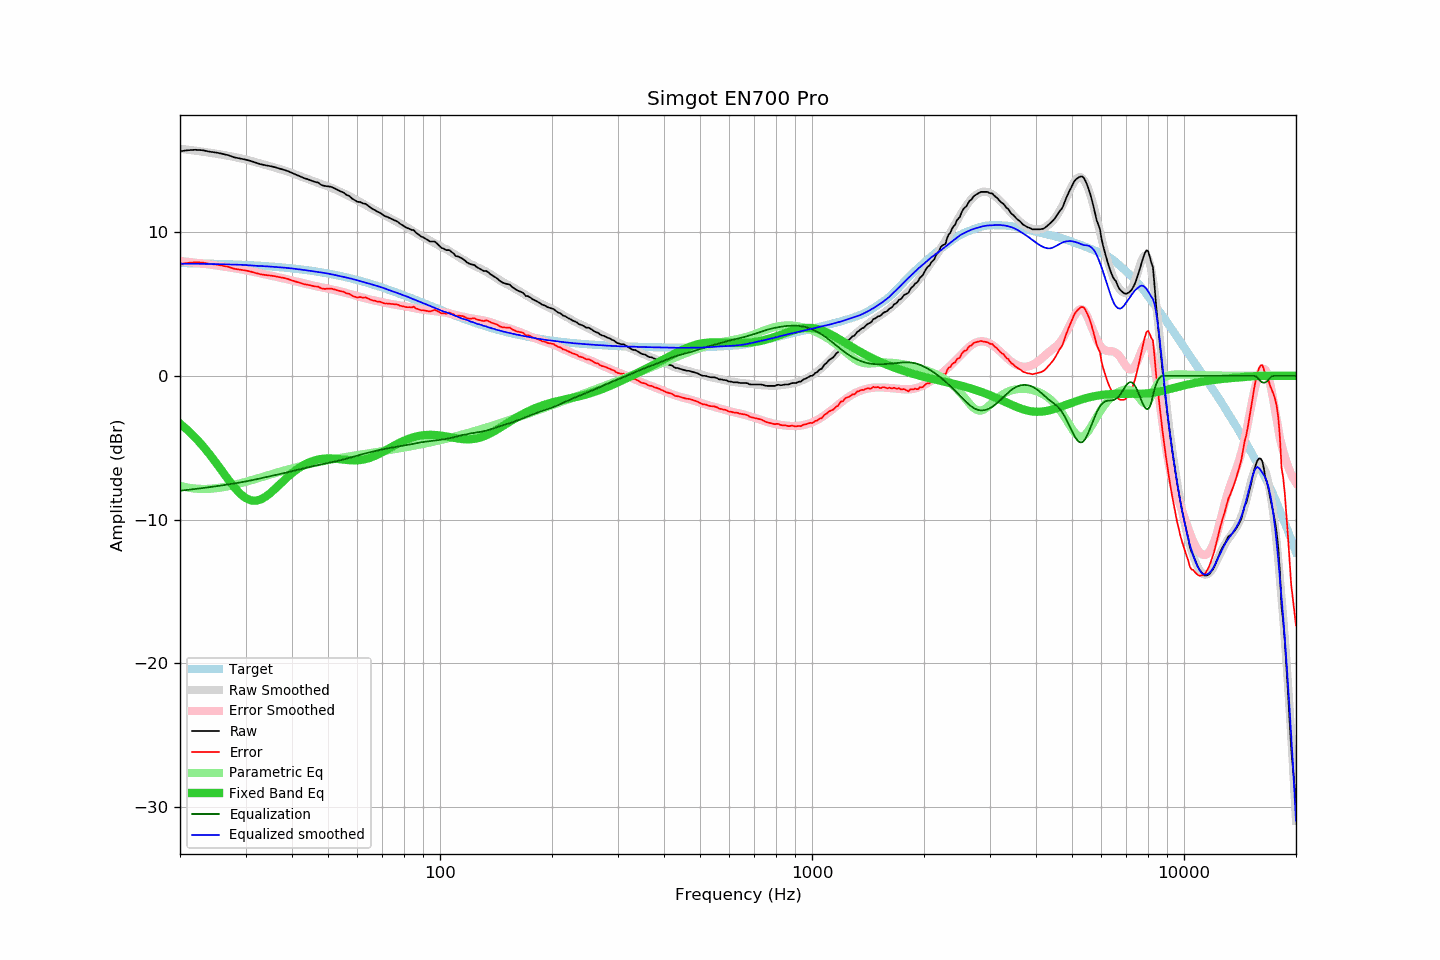 Simgot EN700 Pro
Amplitude (dBr)
10
0
−10
−20
−30
Target
Raw Smoothed
Error Smoothed
Raw
Error
Parametric Eq
Fixed Band Eq
Equalization
Equalized smoothed
100
1000
10000
Frequency (Hz)